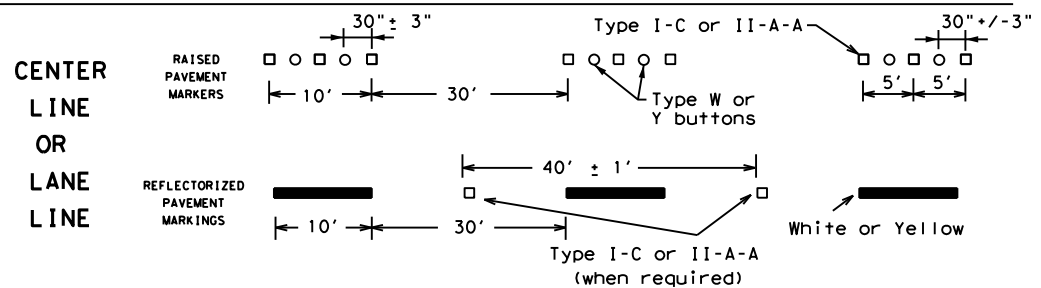 CENTER
LINE
OR
LANE
LINE
RAISED
PAVEMENT
MARKERS
30"± 3"
10'
30'
Type I-C or II-A-A
Type W or
Y buttons
30"+/-3"
5'
5'
REFLECTORIZED
PAVEMENT
MARKINGS
10'
30'
40' ± 1'
Type I-C or II-A-A
(when required)
White or Yellow